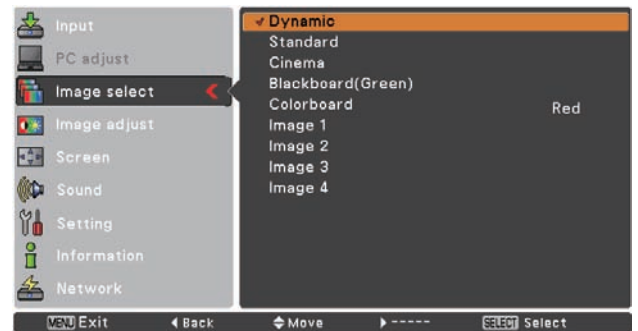 Input
PC adjust
Image select
Image adjust
Screen
Sound
Setting
Information
Network
Dynamic
Standard
Cinema
Blackboard(Green)
Colorboard Red
Image 1
Image 2
Image 3
Image 4
MENU Exit Back Move ----- SELECT Select